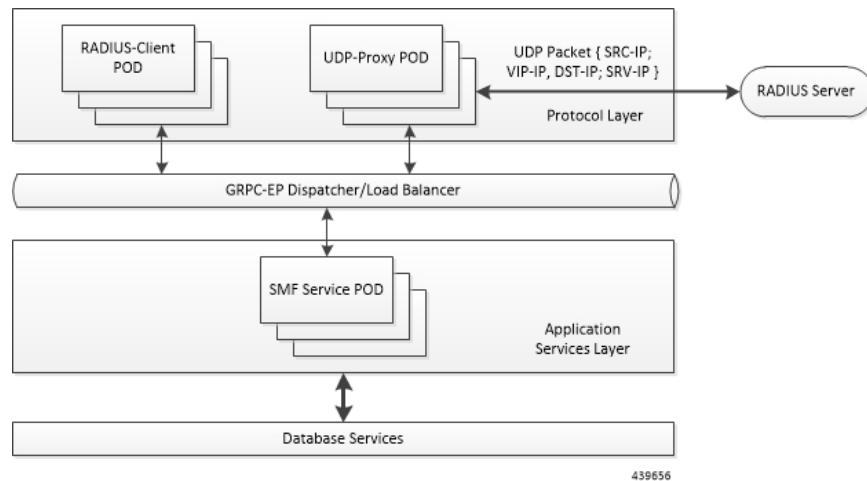 RADIUS-Client
POD
UDP-Proxy POD
UDP Packet { SRC-IP;
VIP-IP, DST-IP; SRV-IP }
Protocol Layer
RADIUS Server
GRPC-EP Dispatcher/Load Balancer
SMF Service POD
Application
Services Layer
Database Services
439656